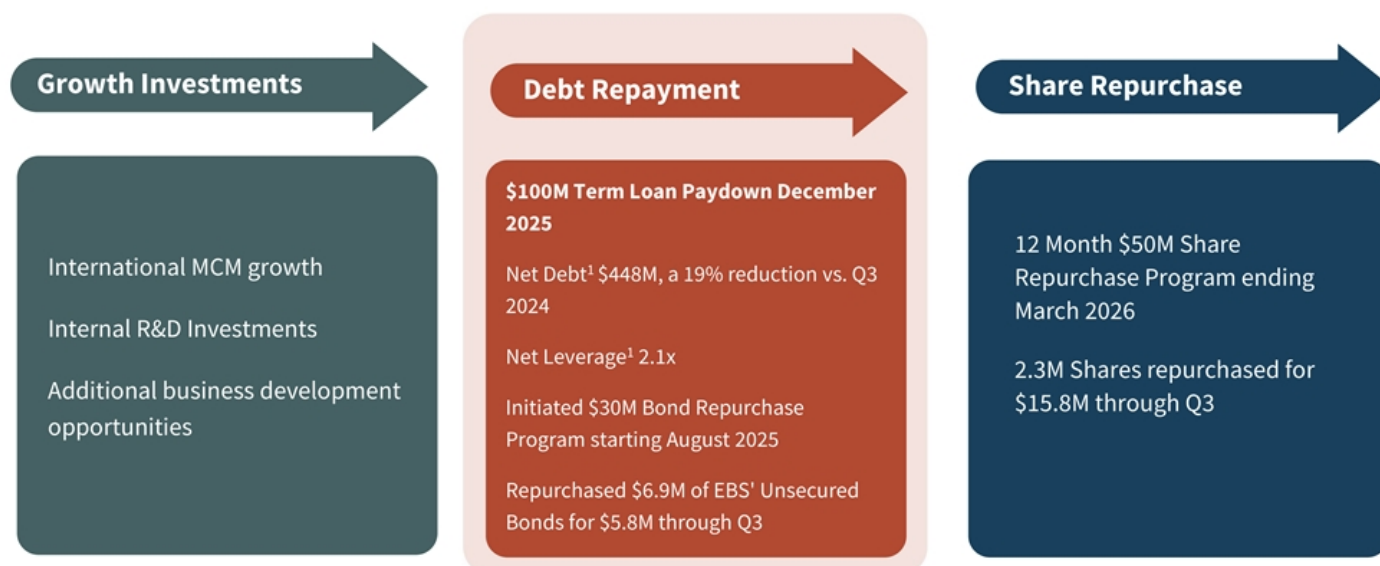 Growth Investments
International MCM growth
Internal R&D Investments
Additional business development
opportunities
Debt Repayment
$100M Term Loan Paydown December
2025
Net Debt¹ $448M, a 19% reduction vs. Q3
2024
Net Leverage¹ 2.1x
Initiated $30M Bond Repurchase
Program starting August 2025
Repurchased $6.9M of EBS' Unsecured
Bonds for $5.8M through Q3
Share Repurchase
12 Month $50M Share
Repurchase Program ending
March 2026
2.3M Shares repurchased for
$15.8M through Q3